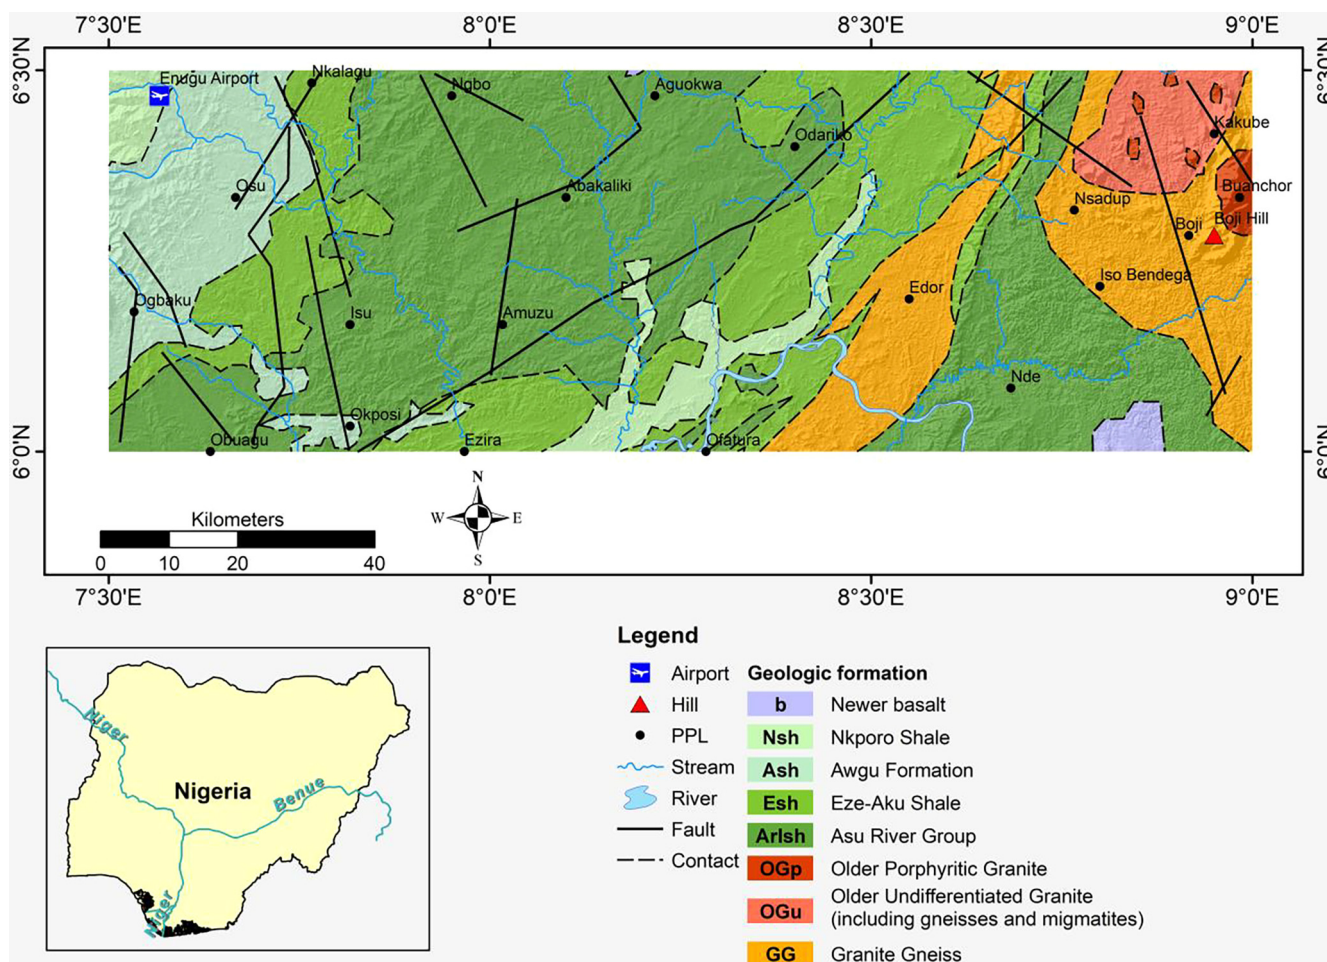 7°30'E 8°0'E 8°30'E 9°0'E
6°30'N 6°30'N
Enugu Airport
Nkalagu
Ngbo
Aguokwa
Odariko
Kakube
Osu
Abakaliki
Nsadup
Buanchor
Boji
Boji Hill
Ogbaku
Isu
Amuzu
Edor
Iso Bendega
Nde
Okposi
Obuagu
Ezira
Ofatura
6°0'N 6°0'N
N
W E
S
Kilometers
0 10 20 40
7°30'E 8°0'E 8°30'E 9°0'E
Niger
Nigeria
Benue
Niger
Legend
Airport
Hill
PPL
Stream
River
Fault
Contact
Geologic formation
b Newer basalt
Nsh Nkporo Shale
Ash Awgu Formation
Esh Eze-Aku Shale
Arlsh Asu River Group
OGp Older Porphyritic Granite
OGu Older Undifferentiated Granite
(including gneisses and migmatites)
GG Granite Gneiss